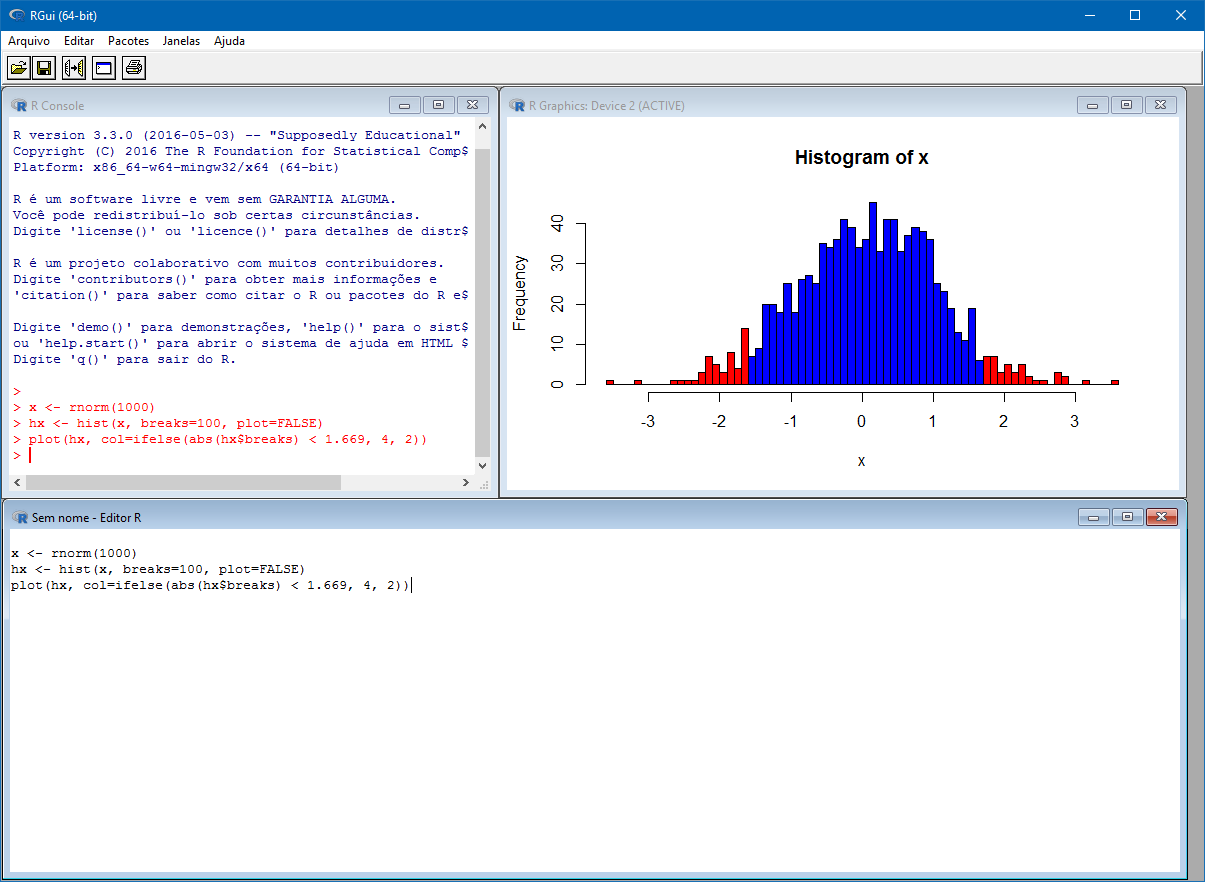 RGui (64-bit)
Arquivo Editar Pacotes Janelas Ajuda
R Console
R version 3.3.0 (2016-05-03) -- "Supposedly Educational"
Copyright (C) 2016 The R Foundation for Statistical Comp$
Platform: x86_64-w64-mingw32/x64 (64-bit)
R é um software livre e vem sem GARANTIA ALGUMA.
Você pode redistribuí-lo sob certas circunstâncias.
Digite 'license()' ou 'licence()' para detalhes de distr$
R é um projeto colaborativo com muitos contribuidores.
Digite 'contributors()' para obter mais informações e
'citation()' para saber como citar o R ou pacotes do R e$
Digite 'demo()' para demonstrações, 'help()' para o sist$
ou 'help.start()' para abrir o sistema de ajuda em HTML $
Digite 'q()' para sair do R.
>
> x <- rnorm(1000)
> hx <- hist(x, breaks=100, plot=FALSE)
> plot(hx, col=ifelse(abs(hx$breaks) < 1.669, 4, 2))
>
R Graphics: Device 2 (ACTIVE)
Histogram of x
Frequency
40
30
20
10
0
-3 -2 -1 0 1 2 3
x
Sem nome - Editor R
x <- rnorm(1000)
hx <- hist(x, breaks=100, plot=FALSE)
plot(hx, col=ifelse(abs(hx$breaks) < 1.669, 4, 2))